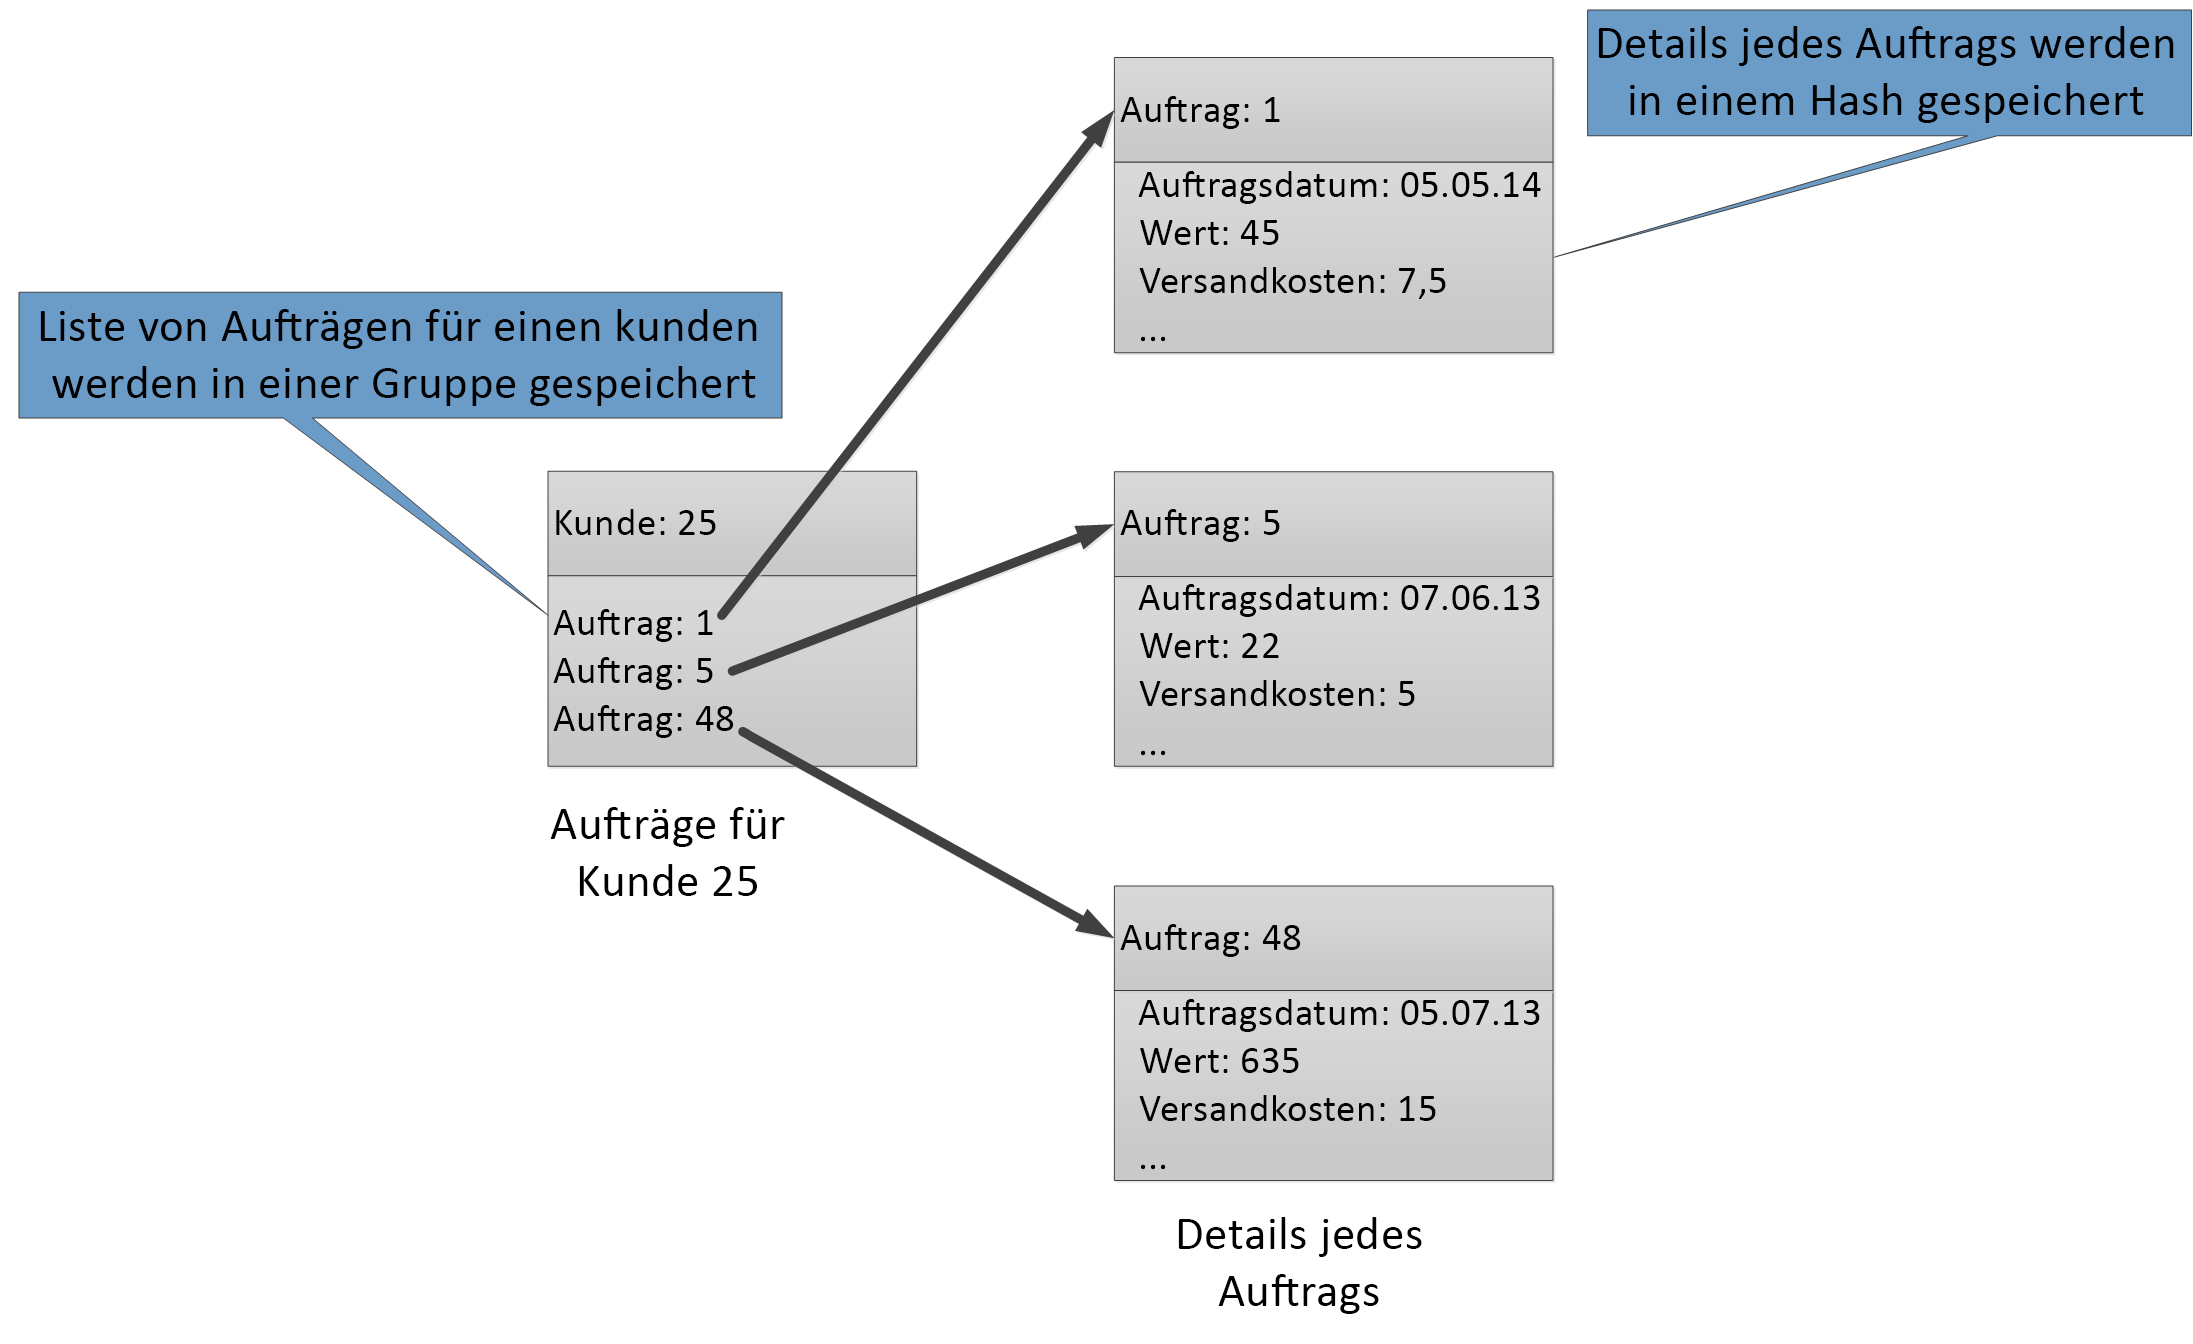 Details jedes Auftrags werden
in einem Hash gespeichert
Auftrag: 1
Auftragsdatum: 05.05.14
Wert: 45
Versandkosten: 7,5
...
Liste von Aufträgen für einen kunden
werden in einer Gruppe gespeichert
Kunde: 25
Auftrag: 1
Auftrag: 5
Auftrag: 48
Aufträge für
Kunde 25
Auftrag: 5
Auftragsdatum: 07.06.13
Wert: 22
Versandkosten: 5
...
Auftrag: 48
Auftragsdatum: 05.07.13
Wert: 635
Versandkosten: 15
...
Details jedes
Auftrags